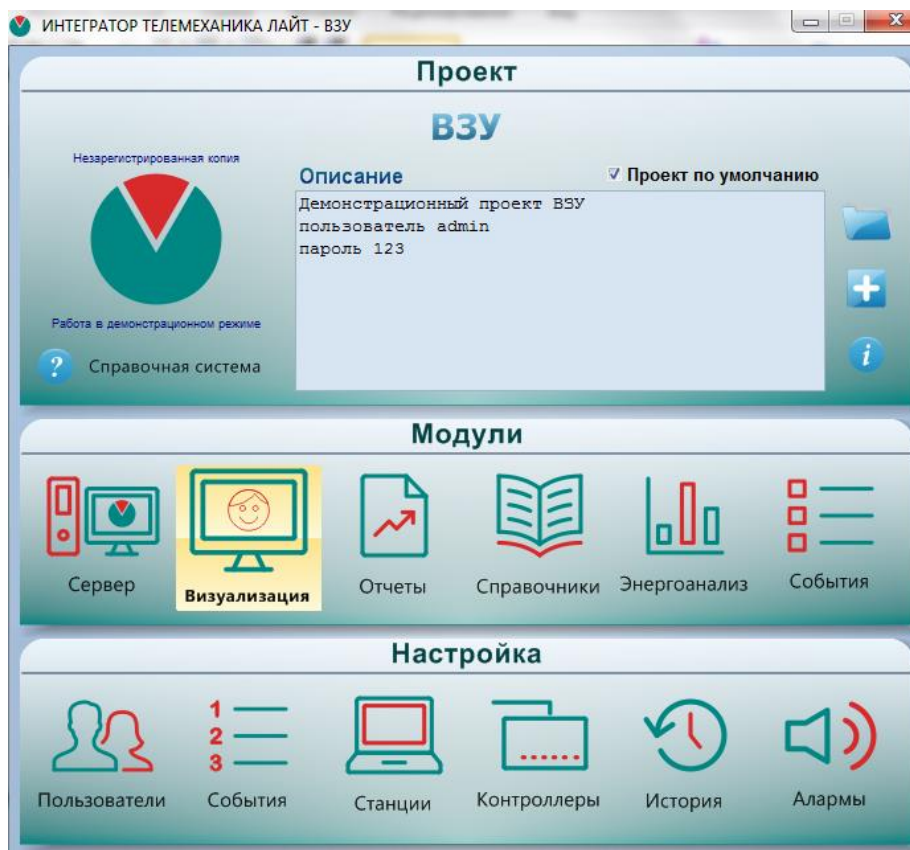 ИНТЕГРАТОР ТЕЛЕМЕХАНИКА ЛАЙТ - ВЗУ
Проект
ВЗУ
Незарегистрированная копия
Описание
Проект по умолчанию
Демонстрационный проект ВЗУ
пользователь admin
пароль 123
Работа в демонстрационном режиме
? Справочная система
i
Модули
Сервер
Визуализация
Отчеты
Справочники
Энергоанализ
События
Настройка
1
2
3
Пользователи
События
Станции
Контроллеры
История
Алармы